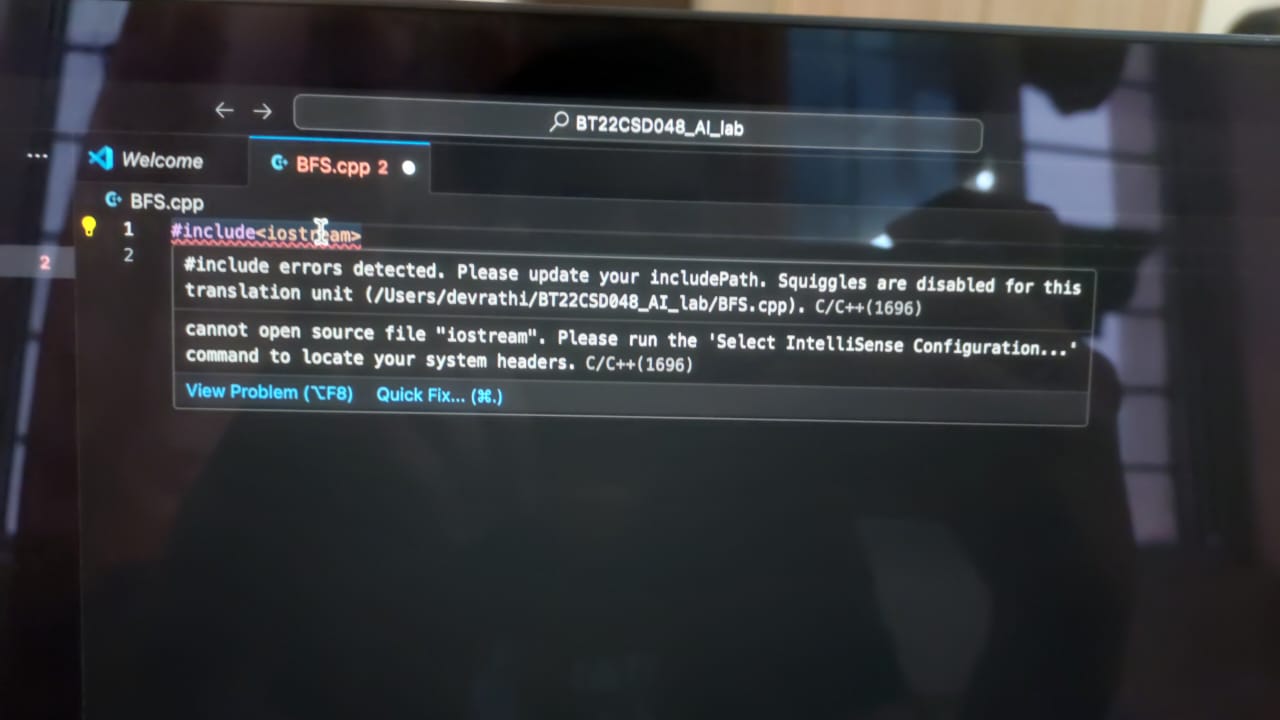 ← →
BT22CSD048_AI_lab
... Welcome BFS.cpp 2
BFS.cpp
1 #include<iostream>
2 2
#include errors detected. Please update your includePath. Squiggles are disabled for this
translation unit (/Users/devrathi/BT22CSD048_AI_lab/BFS.cpp). C/C++(1696)
cannot open source file "iostream". Please run the 'Select IntelliSense Configuration...'
command to locate your system headers. C/C++(1696)
View Problem (⌥F8) Quick Fix... (⌘.)